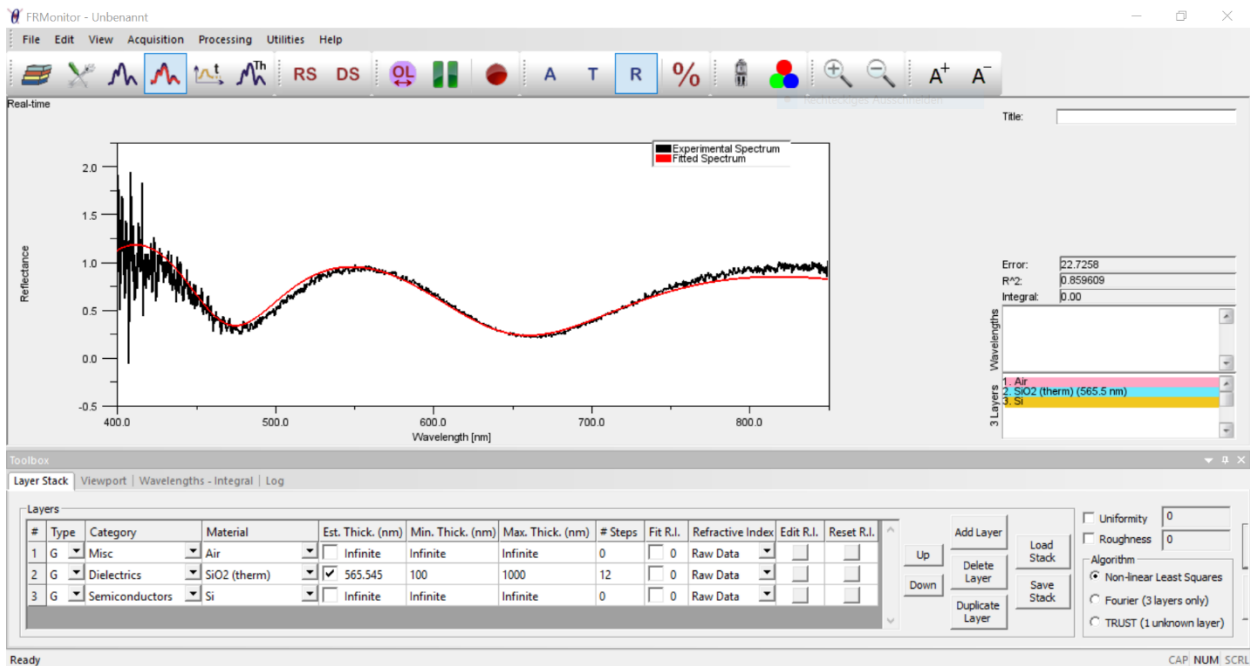 FRMonitor - Unbenannt
File Edit View Acquisition Processing Utilities Help
t Th RS DS OL A T R % A+ A-
Rechteckiges Ausschneiden
Real-time
Title:
Experimental Spectrum
Fitted Spectrum
2.0
1.5
1.0
0.5
0.0
-0.5
Reflectance
400.0 500.0 600.0 700.0 800.0
Wavelength [nm]
Error: 22.7258
R^2: 0.859609
Integral: 0.00
Wavelengths
3 Layers
1. Air
2. SiO2 (therm) (565.5 nm)
3. Si
Toolbox
Layer Stack Viewport Wavelengths - Integral Log
Layers
# Type Category Material Est. Thick. (nm) Min. Thick. (nm) Max. Thick. (nm) # Steps Fit R.I. Refractive Index Edit R.I. Reset R.I.
1 G Misc Air Infinite Infinite Infinite 0 0 Raw Data
2 G Dielectrics SiO2 (therm) 565.545 100 1000 12 0 Raw Data
3 G Semiconductors Si Infinite Infinite Infinite 0 0 Raw Data
Up
Down
Add Layer
Delete Layer
Duplicate Layer
Load Stack
Save Stack
Uniformity 0
Roughness 0
Algorithm
Non-linear Least Squares
Fourier (3 layers only)
TRUST (1 unknown layer)
Ready
CAP NUM SCRL